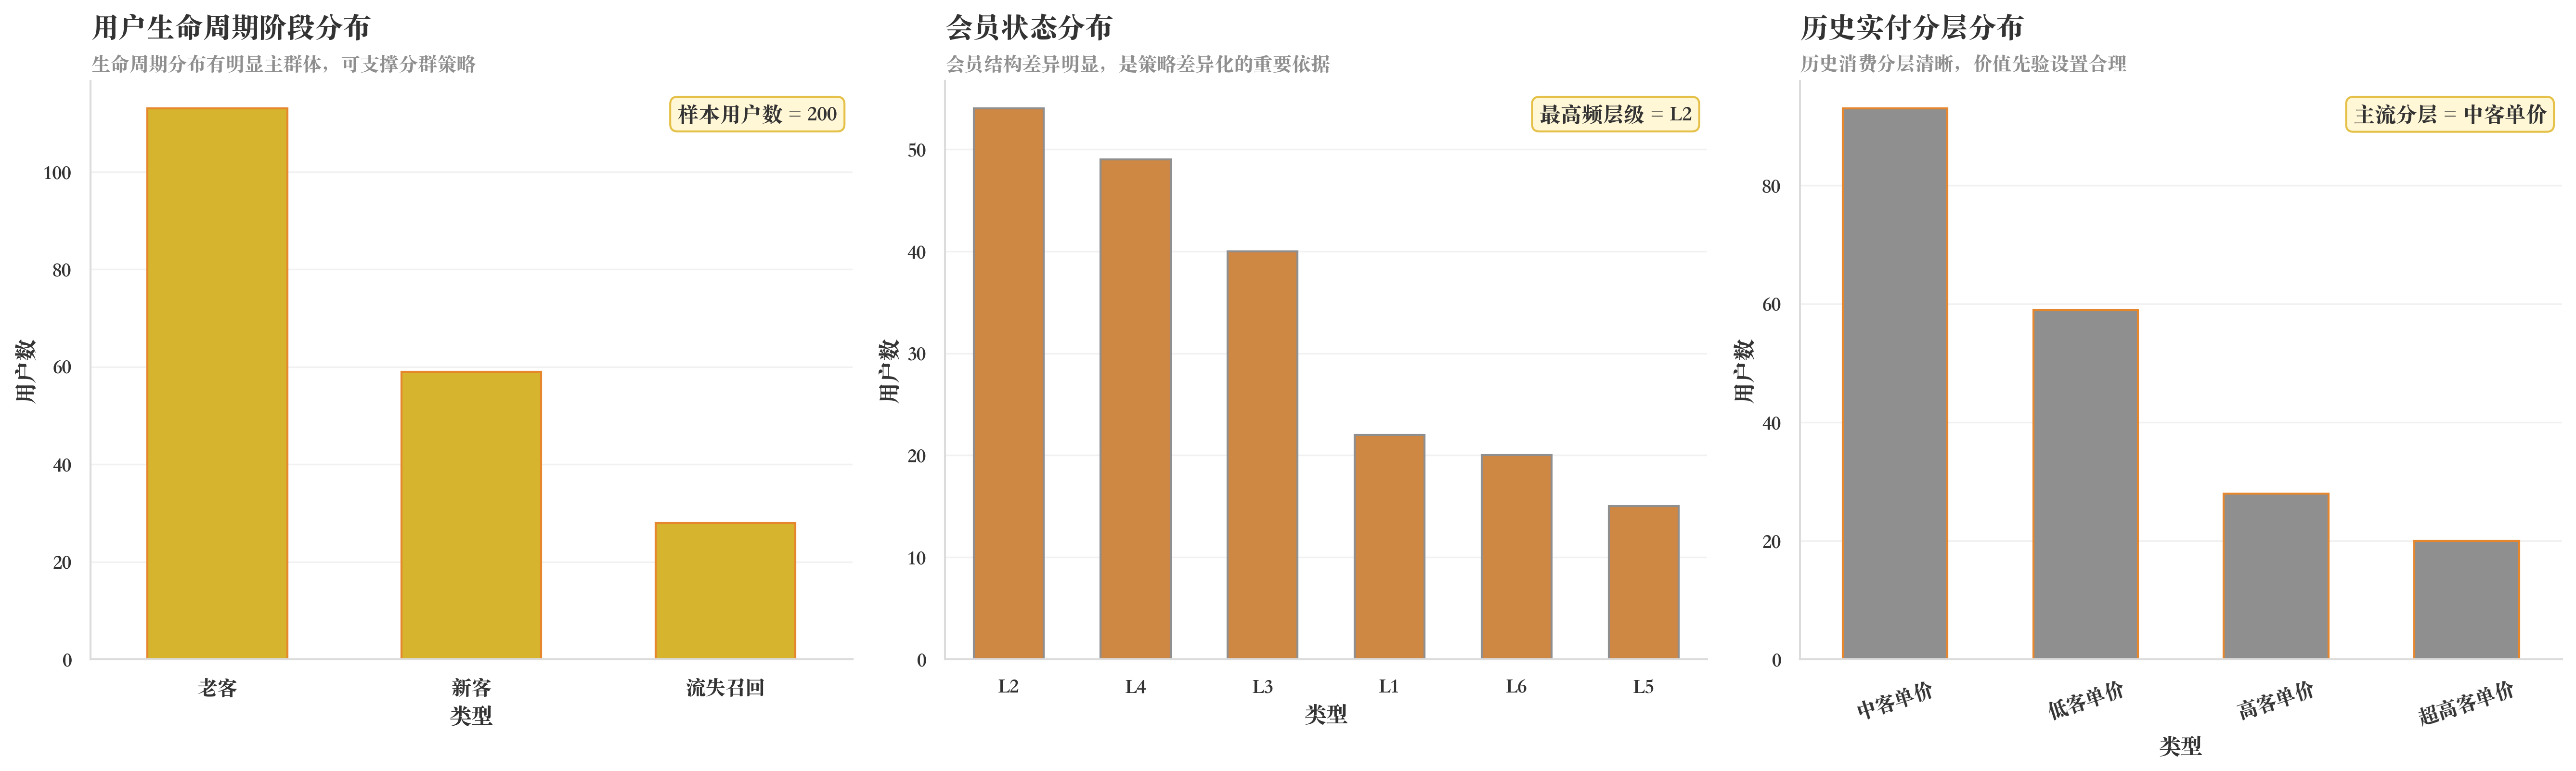 用户生命周期阶段分布
生命周期分布有明显主群体，可支撑分群策略
样本用户数 = 200
用户数
100
80
60
40
20
0
老客
新客
流失召回
类型
会员状态分布
会员结构差异明显，是策略差异化的重要依据
最高频层级 = L2
用户数
50
40
30
20
10
0
L2
L4
L3
L1
L6
L5
类型
历史实付分层分布
历史消费分层清晰，价值先验设置合理
主流分层 = 中客单价
用户数
80
60
40
20
0
中客单价
低客单价
高客单价
超高客单价
类型